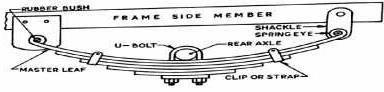 RUBBER BUSH
FRAME SIDE MEMBER
SHACKLE
SPRING EYE
U-BOLT
REAR AXLE
MASTER LEAF
CLIP OR STRAP